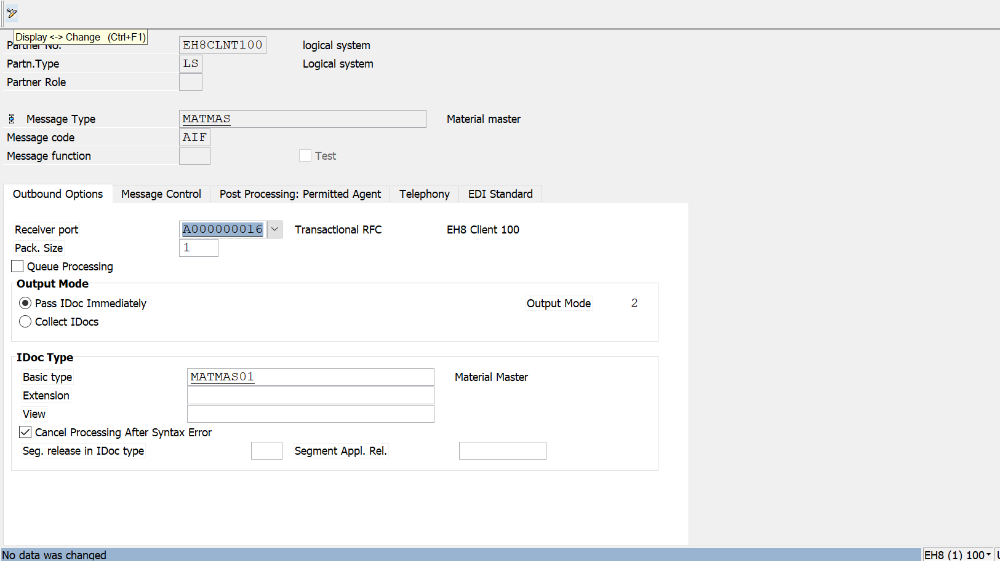 Display <-> Change (Ctrl+F1)
Partner No. EH8CLNT100 logical system
Partn.Type LS Logical system
Partner Role
Message Type MATMAS Material master
Message code AIF
Message function Test
Outbound Options Message Control Post Processing: Permitted Agent Telephony EDI Standard
Receiver port A000000016 Transactional RFC EH8 Client 100
Pack. Size 1
Queue Processing
Output Mode
Pass IDoc Immediately Output Mode 2
Collect IDocs
IDoc Type
Basic type MATMAS01 Material Master
Extension
View
Cancel Processing After Syntax Error
Seg. release in IDoc type Segment Appl. Rel.
No data was changed EH8 (1) 100